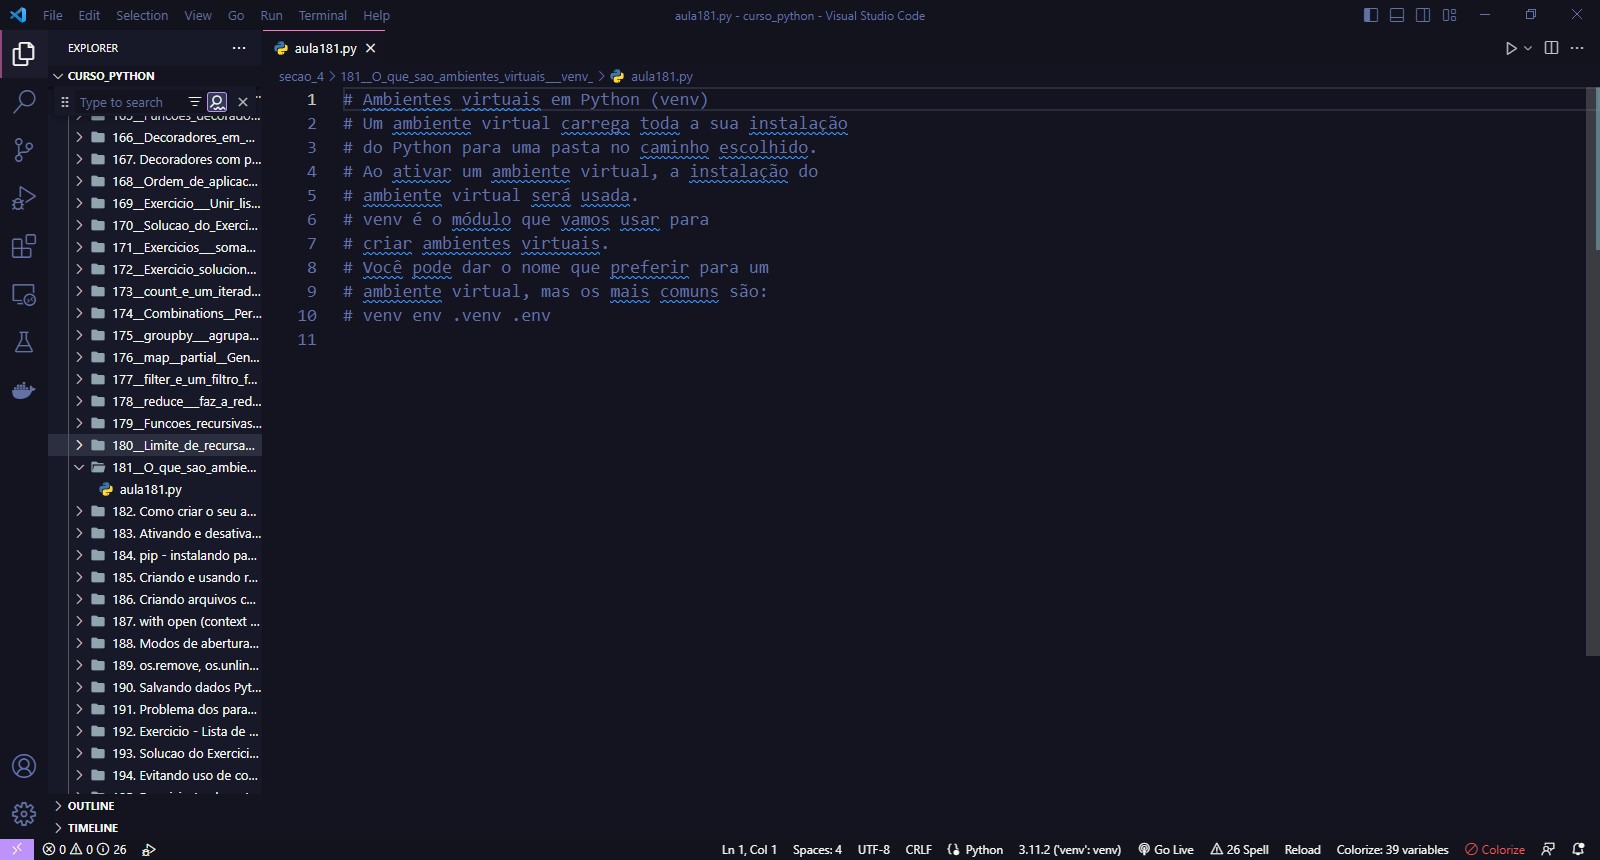 File Edit Selection View Go Run Terminal Help
aula181.py - curso_python - Visual Studio Code
EXPLORER
CURSO_PYTHON
Type to search
166__Decoradores_em_...
167. Decoradores com p...
168__Ordem_de_aplicac...
169__Exercicio___Unir_lis...
170__Solucao_do_Exerci...
171__Exercicios___soma...
172__Exercicio_solucion...
173__count_e_um_iterad...
174__Combinations__Per...
175__groupby___agrupa...
176__map__partial__Gen...
177__filter_e_um_filtro_f...
178__reduce___faz_a_red...
179__Funcoes_recursivas...
180__Limite_de_recursa...
181__O_que_sao_ambie...
aula181.py
182. Como criar o seu a...
183. Ativando e desativa...
184. pip - instalando pa...
185. Criando e usando r...
186. Criando arquivos c...
187. with open (context ...
188. Modos de abertura...
189. os.remove, os.unlin...
190. Salvando dados Pyt...
191. Problema dos para...
192. Exercicio - Lista de ...
193. Solucao do Exercici...
194. Evitando uso de co...
OUTLINE
TIMELINE
aula181.py
secao_4 > 181__O_que_sao_ambientes_virtuais___venv_ > aula181.py
1 # Ambientes virtuais em Python (venv)
2 # Um ambiente virtual carrega toda a sua instalação
3 # do Python para uma pasta no caminho escolhido.
4 # Ao ativar um ambiente virtual, a instalação do
5 # ambiente virtual será usada.
6 # venv é o módulo que vamos usar para
7 # criar ambientes virtuais.
8 # Você pode dar o nome que preferir para um
9 # ambiente virtual, mas os mais comuns são:
10 # venv env .venv .env
11
0 0 26 Ln 1, Col 1 Spaces: 4 UTF-8 CRLF Python 3.11.2 ('venv': venv) Go Live 26 Spell Reload Colorize: 39 variables Colorize